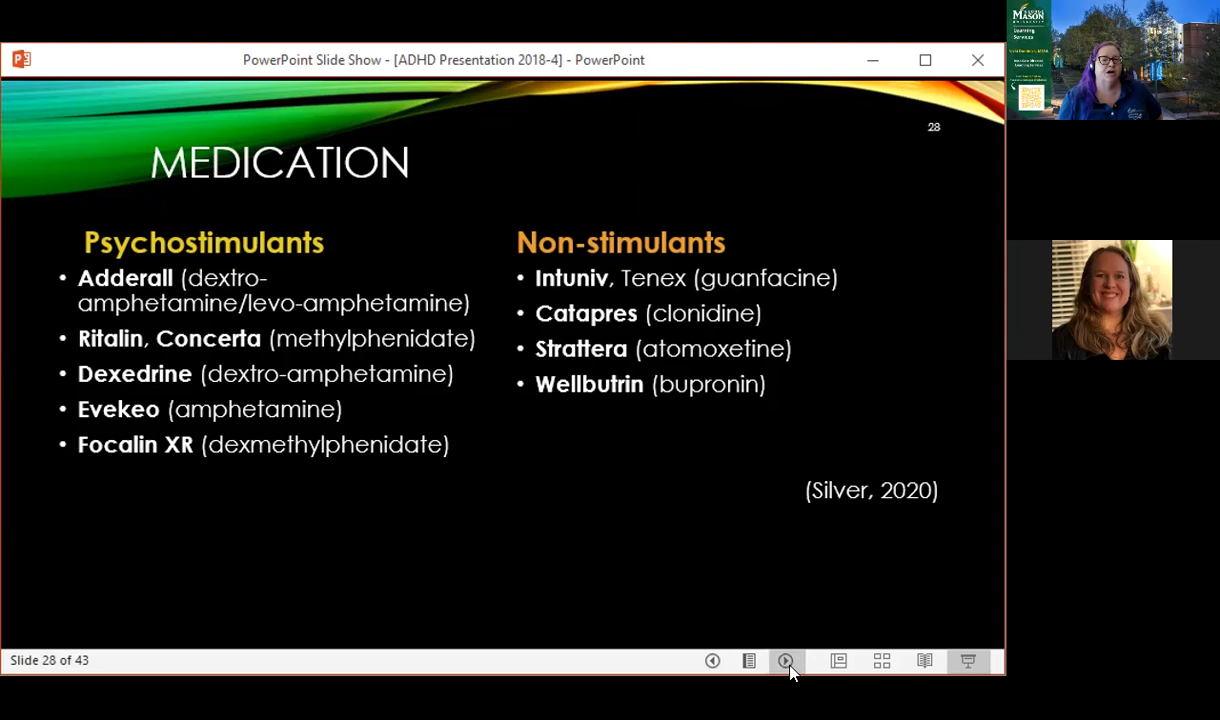 PowerPoint Slide Show - [ADHD Presentation 2018-4] - PowerPoint
28
MEDICATION
Psychostimulants
• Adderall (dextro-
amphetamine/levo-amphetamine)
• Ritalin, Concerta (methylphenidate)
• Dexedrine (dextro-amphetamine)
• Evekeo (amphetamine)
• Focalin XR (dexmethylphenidate)
Non-stimulants
• Intuniv, Tenex (guanfacine)
• Catapres (clonidine)
• Strattera (atomoxetine)
• Wellbutrin (bupronin)
(Silver, 2020)
Slide 28 of 43
MASON
Learning
Services